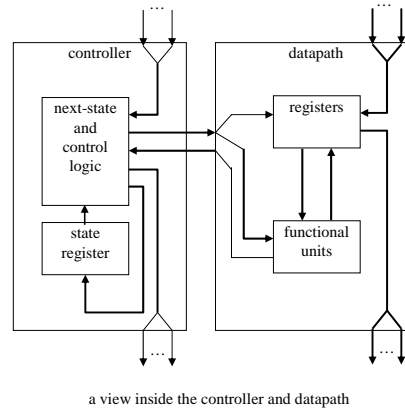 ...
...
controller
datapath
next-state
and
control
logic
registers
state
register
functional
units
...
...
a view inside the controller and datapath